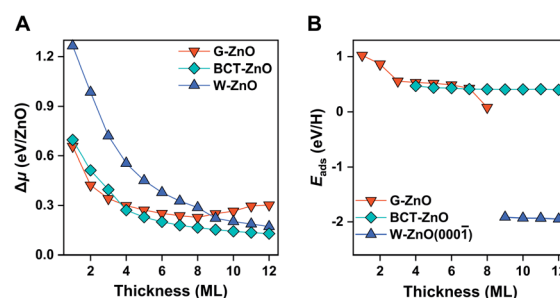 A
Δμ (eV/ZnO)
1.2
0.9
0.6
0.3
0.0
G-ZnO
BCT-ZnO
W-ZnO
2 4 6 8 10 12
Thickness (ML)
B
E_ads (eV/H)
1
0
-1
-2
G-ZnO
BCT-ZnO
W-ZnO(0001̅)
2 4 6 8 10 12
Thickness (ML)